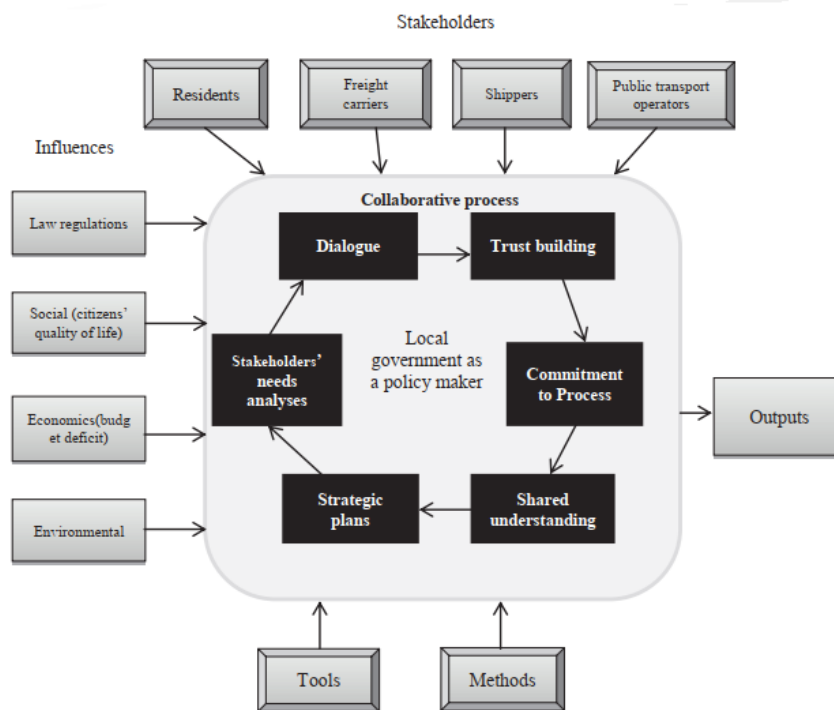 Stakeholders
Residents
Freight
carriers
Shippers
Public transport
operators
Influences
Law regulations
Social (citizens’
quality of life)
Economics(budg
et deficit)
Environmental
Collaborative process
Dialogue
Trust building
Stakeholders’
needs
analyses
Local
government as
a policy maker
Commitment
to Process
Strategic
plans
Shared
understanding
Outputs
Tools
Methods